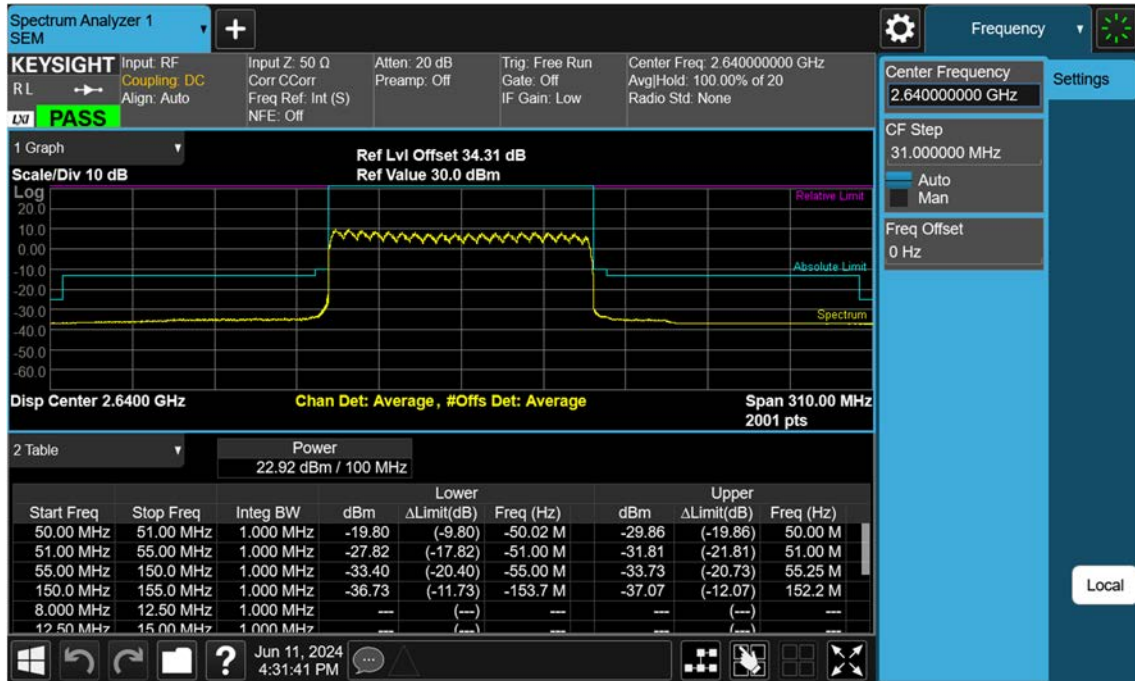 Spectrum Analyzer 1
SEM
Frequency
KEYSIGHT
RL
LXI
PASS
Input: RF
Coupling: DC
Align: Auto
Input Z: 50 Ω
Corr CCorr
Freq Ref: Int (S)
NFE: Off
Atten: 20 dB
Preamp: Off
Trig: Free Run
Gate: Off
IF Gain: Low
Center Freq: 2.640000000 GHz
Avg|Hold: 100.00% of 20
Radio Std: None
Center Frequency
2.640000000 GHz
Settings
CF Step
31.000000 MHz
Auto
Man
Freq Offset
0 Hz
Local
1 Graph
Scale/Div 10 dB
Ref Lvl Offset 34.31 dB
Ref Value 30.0 dBm
Log
20.0
10.0
0.00
-10.0
-20.0
-30.0
-40.0
-50.0
-60.0
Relative Limit
Absolute Limit
Spectrum
Disp Center 2.6400 GHz
Chan Det: Average, #Offs Det: Average
Span 310.00 MHz
2001 pts
2 Table
Power
22.92 dBm / 100 MHz
Lower Upper
Start Freq Stop Freq Integ BW dBm ΔLimit(dB) Freq (Hz) dBm ΔLimit(dB) Freq (Hz)
50.00 MHz 51.00 MHz 1.000 MHz -19.80 (-9.80) -50.02 M -29.86 (-19.86) 50.00 M
51.00 MHz 55.00 MHz 1.000 MHz -27.82 (-17.82) -51.00 M -31.81 (-21.81) 51.00 M
55.00 MHz 150.0 MHz 1.000 MHz -33.40 (-20.40) -55.00 M -33.73 (-20.73) 55.25 M
150.0 MHz 155.0 MHz 1.000 MHz -36.73 (-11.73) -153.7 M -37.07 (-12.07) 152.2 M
8.000 MHz 12.50 MHz 1.000 MHz --- (---) --- --- (---) ---
12.50 MHz 15.00 MHz 1.000 MHz --- (---) --- --- (---) ---
Jun 11, 2024
4:31:41 PM